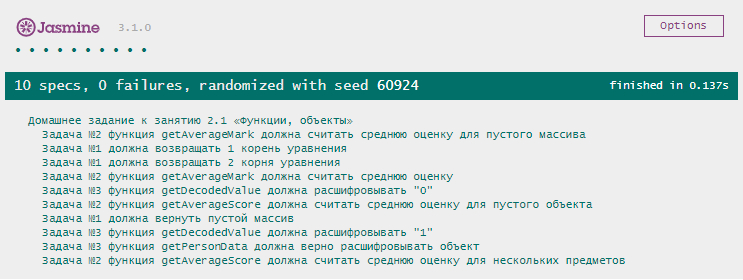 Jasmine 3.1.0 Options
• • • • • • • • • •
10 specs, 0 failures, randomized with seed 60924 finished in 0.137s
Домашнее задание к занятию 2.1 «Функции, объекты»
Задача №2 функция getAverageMark должна считать среднюю оценку для пустого массива
Задача №1 должна возвращать 1 корень уравнения
Задача №1 должна возвращать 2 корня уравнения
Задача №2 функция getAverageMark должна считать среднюю оценку
Задача №3 функция getDecodedValue должна расшифровывать "0"
Задача №2 функция getAverageScore должна считать среднюю оценку для пустого объекта
Задача №1 должна вернуть пустой массив
Задача №3 функция getDecodedValue должна расшифровывать "1"
Задача №3 функция getPersonData должна верно расшифровывать объект
Задача №2 функция getAverageScore должна считать среднюю оценку для нескольких предметов